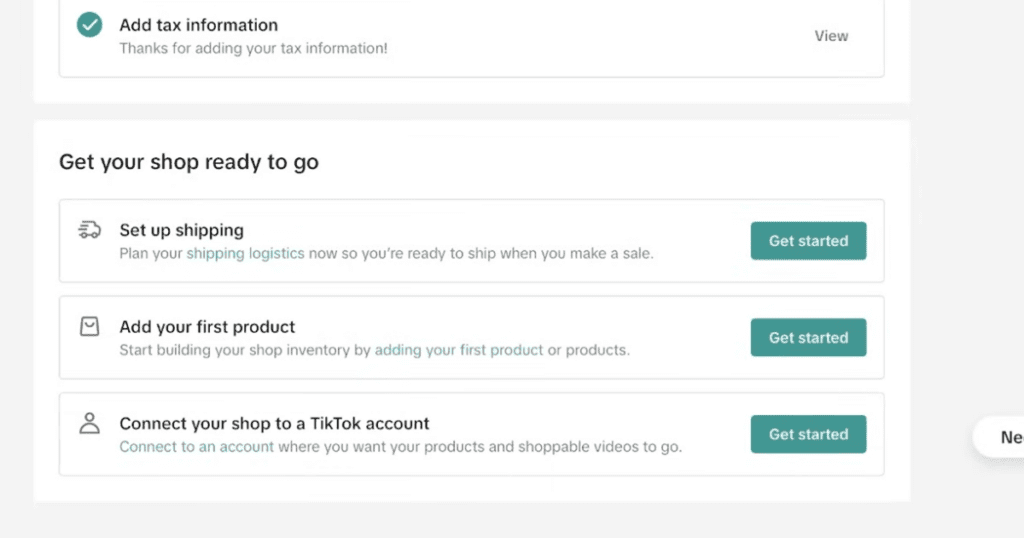 Add tax information
Thanks for adding your tax information!
View
Get your shop ready to go
Set up shipping
Plan your shipping logistics now so you're ready to ship when you make a sale.
Get started
Add your first product
Start building your shop inventory by adding your first product or products.
Get started
Connect your shop to a TikTok account
Connect to an account where you want your products and shoppable videos to go.
Get started